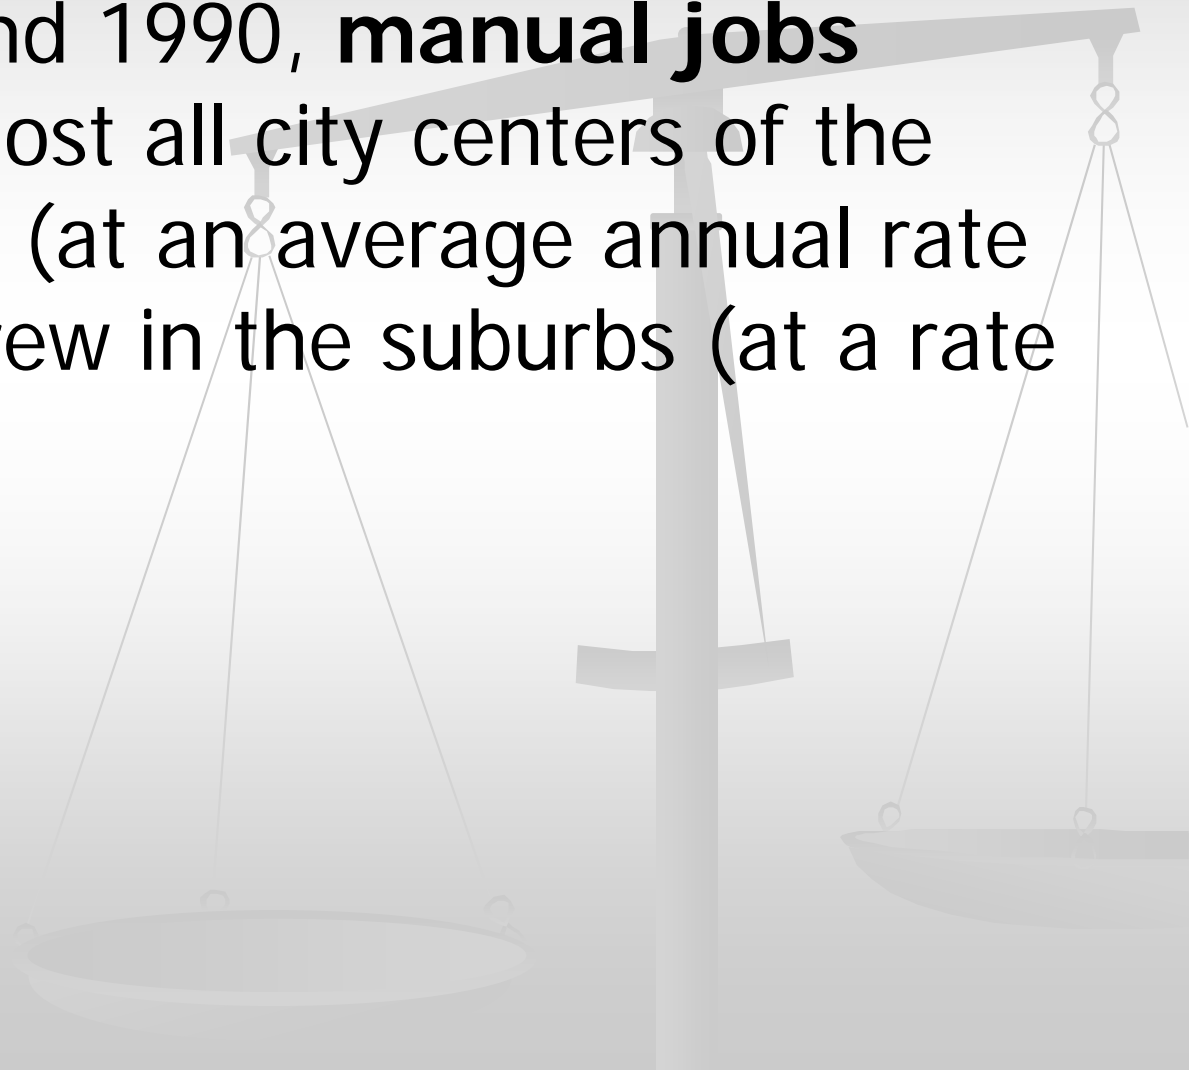 nd 1990, manual jobs
ost all city centers of the
(at an average annual rate
ew in the suburbs (at a rate